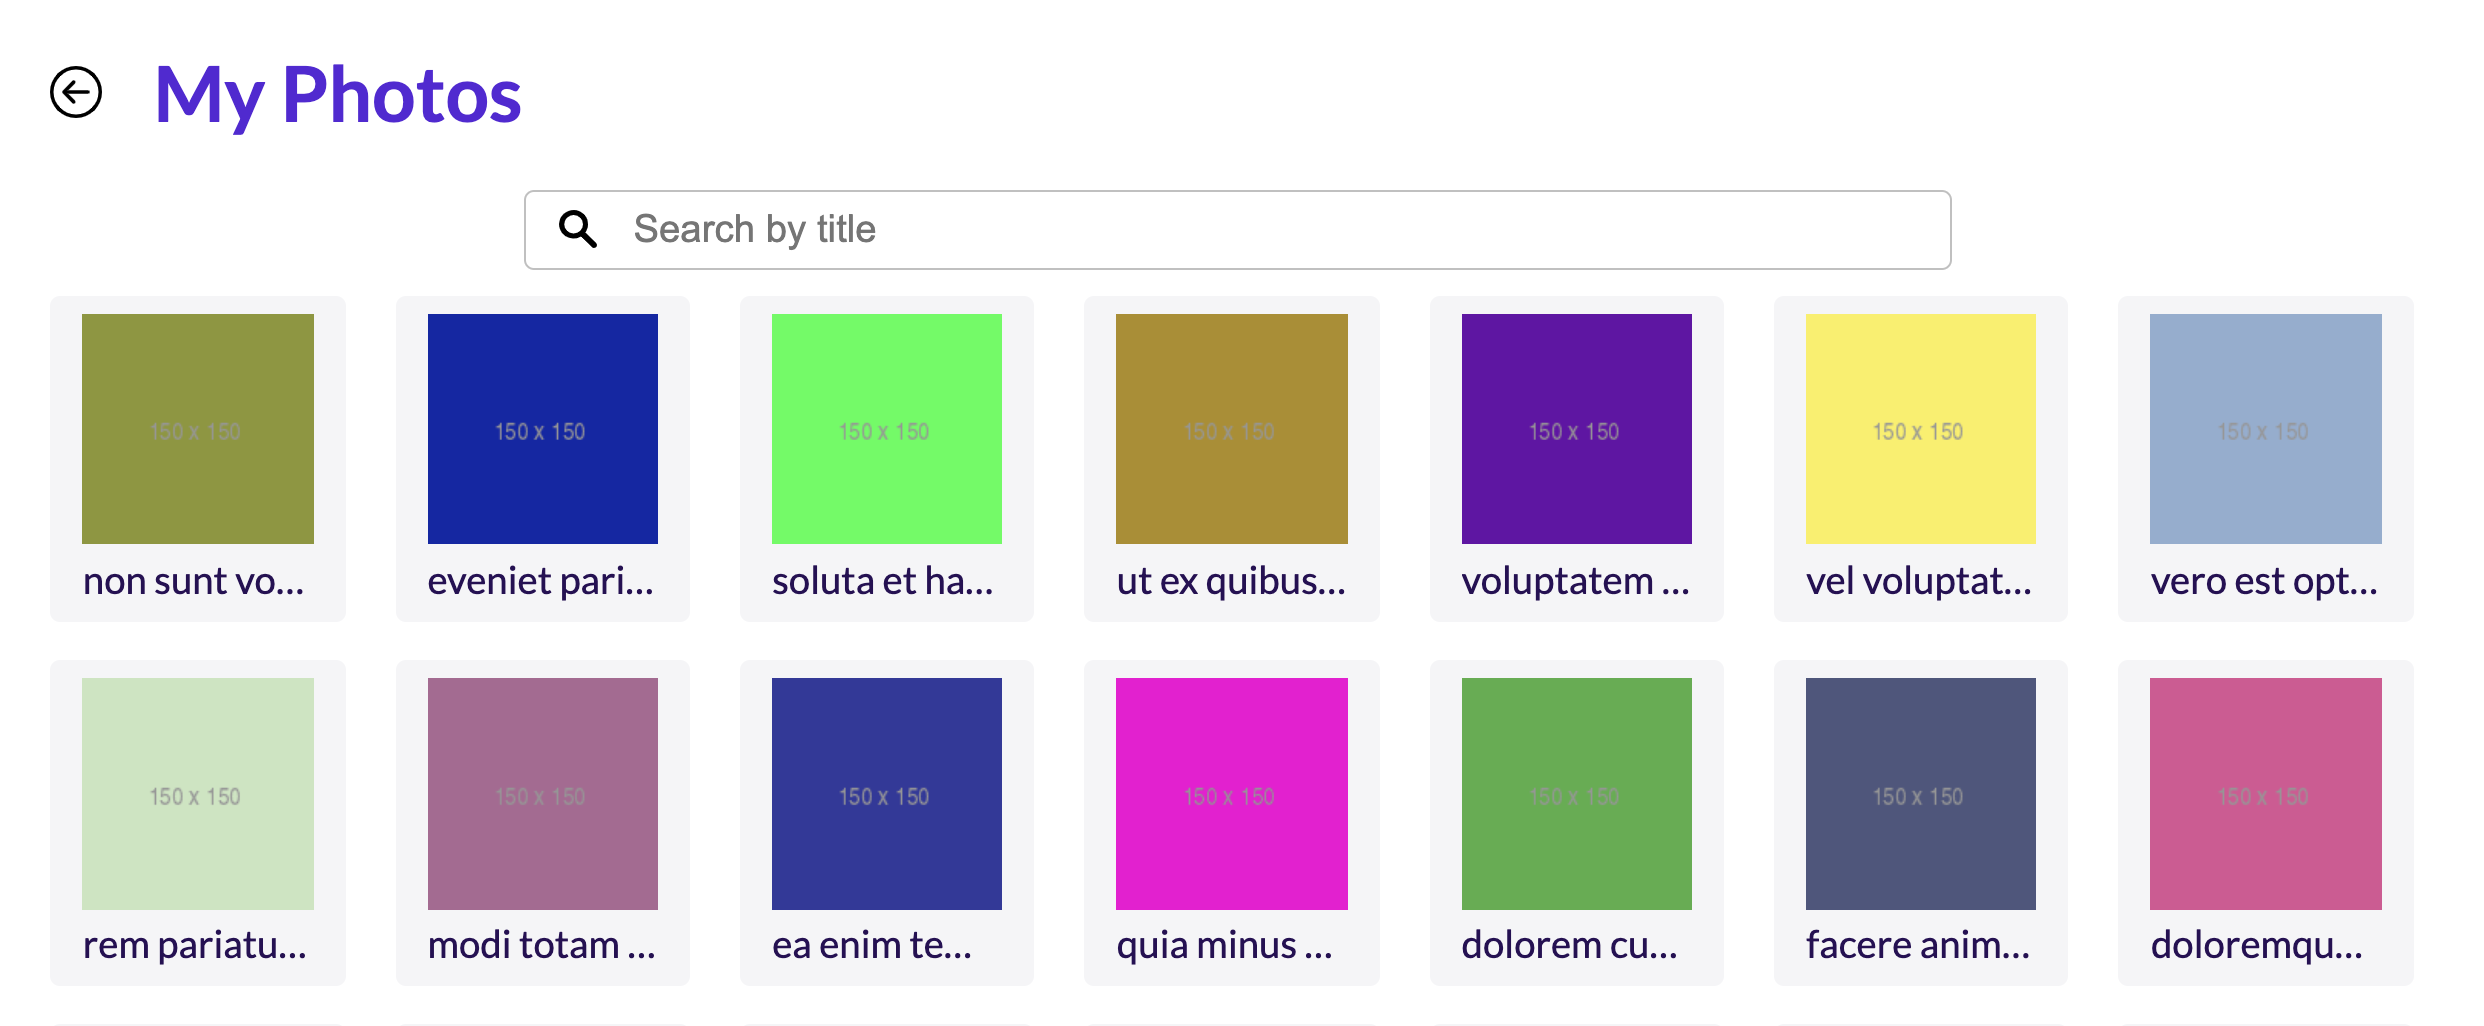 My Photos
Search by title
150 x 150 150 x 150 150 x 150 150 x 150 150 x 150 150 x 150 150 x 150
non sunt vo... eveniet pari... soluta et ha... ut ex quibus... voluptatem ... vel voluptat... vero est opt...
150 x 150 150 x 150 150 x 150 150 x 150 150 x 150 150 x 150 150 x 150
rem pariatu... modi totam ... ea enim te... quia minus ... dolorem cu... facere anim... doloremqu...